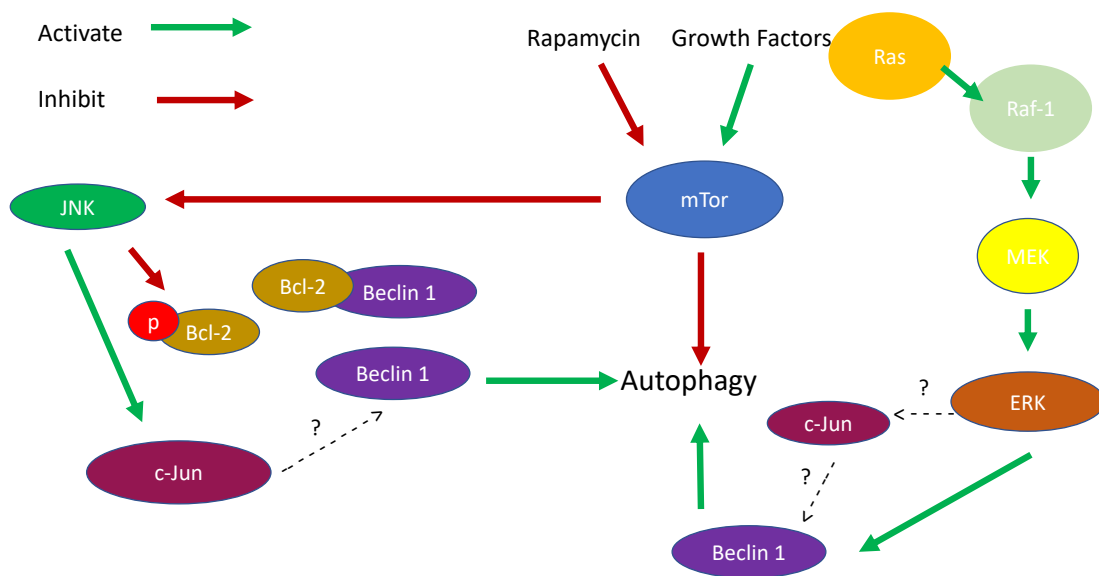 Activate
Inhibit
Rapamycin
Growth Factors
Ras
Raf-1
JNK
mTor
MEK
p
Bcl-2
Bcl-2
Beclin 1
Beclin 1
Autophagy
ERK
?
c-Jun
?
c-Jun
?
Beclin 1